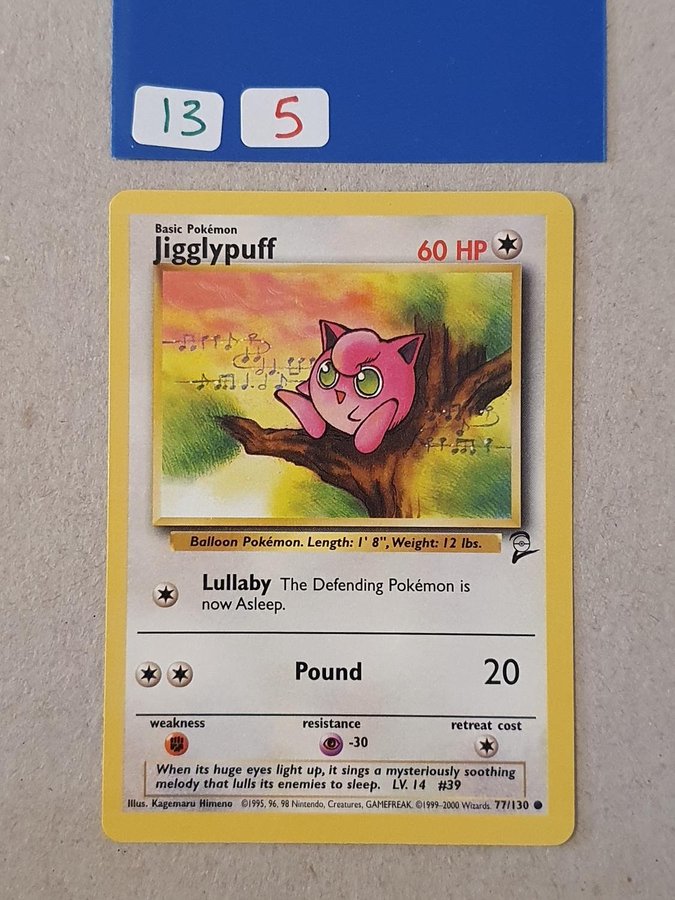 13 5
Basic Pokémon
Jigglypuff 60 HP
Balloon Pokémon. Length: 1' 8", Weight: 12 lbs.
Lullaby The Defending Pokémon is
now Asleep.
Pound 20
weakness resistance retreat cost
-30
When its huge eyes light up, it sings a mysteriously soothing
melody that lulls its enemies to sleep. LV. 14 #39
Illus. Kagemaru Himeno ©1995, 96, 98 Nintendo, Creatures, GAMEFREAK. ©1999-2000 Wizards. 77/130